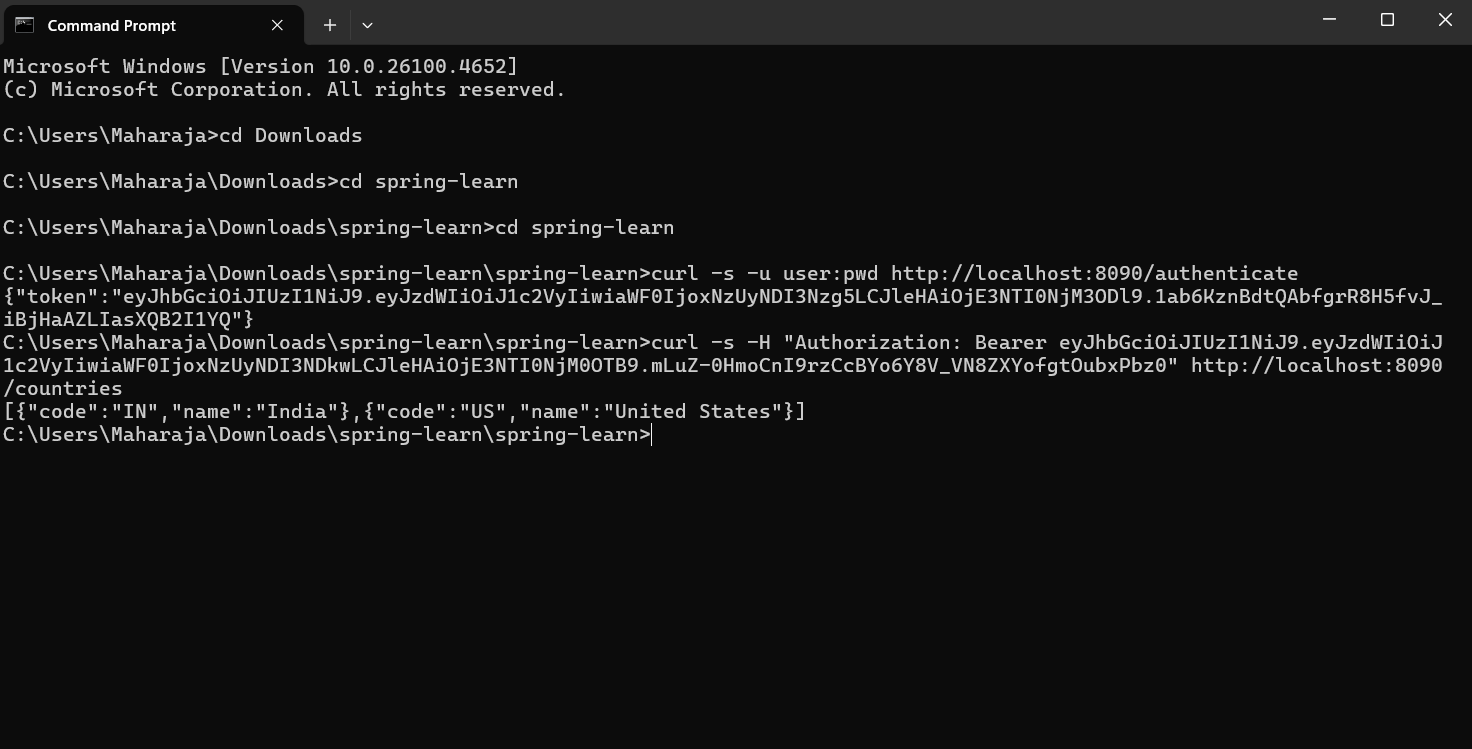 Command Prompt
Microsoft Windows [Version 10.0.26100.4652]
(c) Microsoft Corporation. All rights reserved.
C:\Users\Maharaja>cd Downloads
C:\Users\Maharaja\Downloads>cd spring-learn
C:\Users\Maharaja\Downloads\spring-learn>cd spring-learn
C:\Users\Maharaja\Downloads\spring-learn\spring-learn>curl -s -u user:pwd http://localhost:8090/authenticate
{"token":"eyJhbGciOiJIUzI1NiJ9.eyJzdWIiOiJ1c2VyIiwiaWF0IjoxNzUyNDI3Nzg5LCJleHAiOjE3NTI0NjM3ODl9.1ab6KznBdtQAbfgrR8H5fvJ_
iBjHaAZLIasXQB2I1YQ"}
C:\Users\Maharaja\Downloads\spring-learn\spring-learn>curl -s -H "Authorization: Bearer eyJhbGciOiJIUzI1NiJ9.eyJzdWIiOiJ
1c2VyIiwiaWF0IjoxNzUyNDI3NDkwLCJleHAiOjE3NTI0NjM0OTB9.mLuZ-0HmoCnI9rzCcBYo6Y8V_VN8ZXYofgtOubxPbz0" http://localhost:8090
/countries
[{"code":"IN","name":"India"},{"code":"US","name":"United States"}]
C:\Users\Maharaja\Downloads\spring-learn\spring-learn>